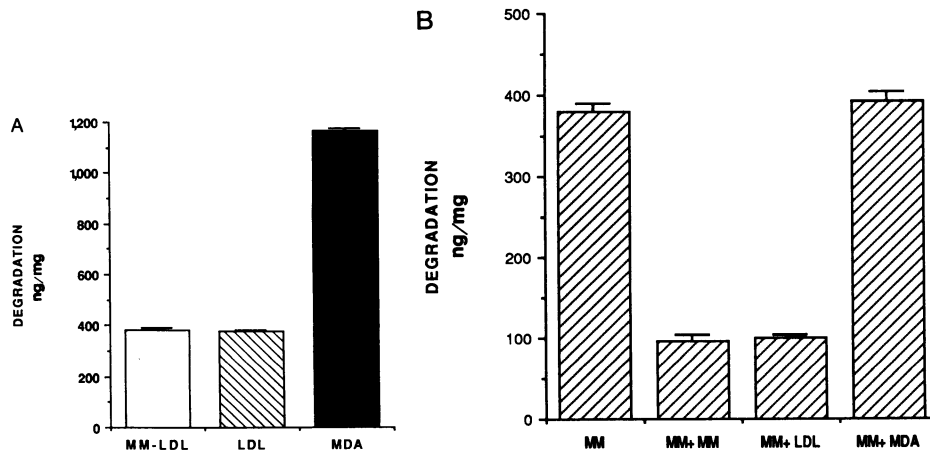 A
1,200
1,000
800
600
400
200
0
DEGRADATION
ng/mg
MM-LDL LDL MDA
B
500
400
300
200
100
0
DEGRADATION
ng/mg
MM MM+ MM MM+ LDL MM+ MDA